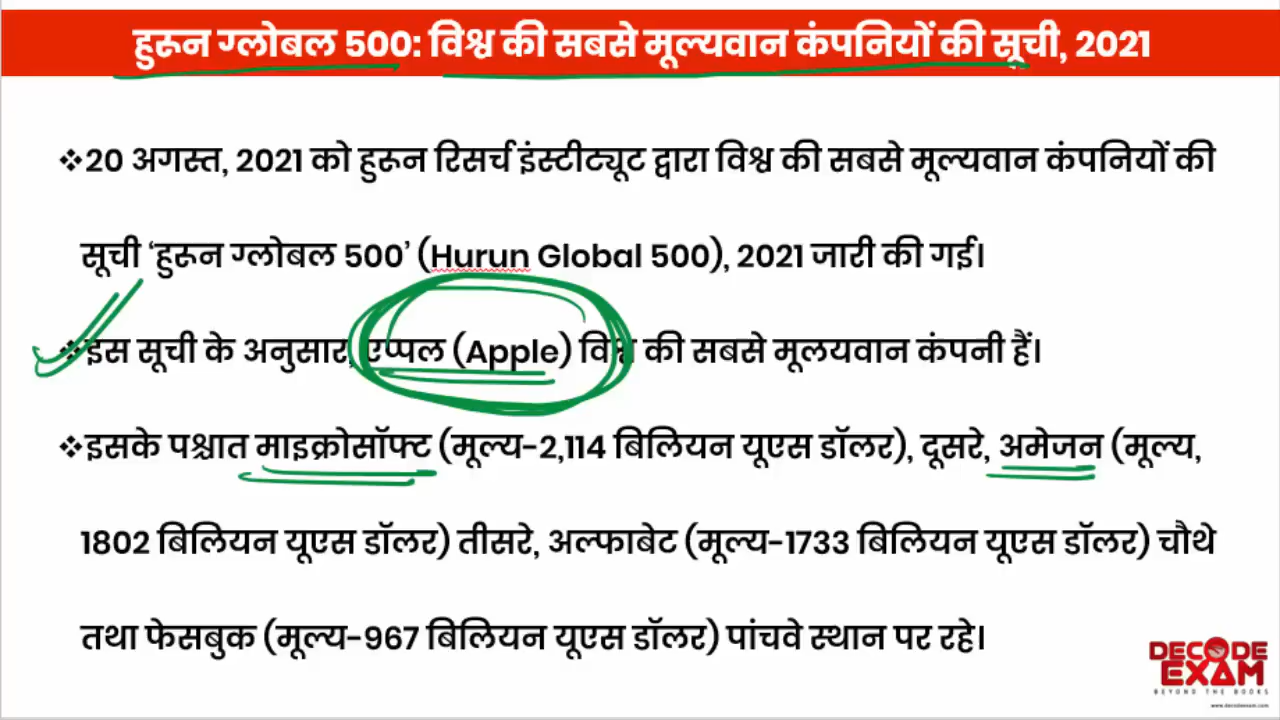 हुरून ग्लोबल 500: विश्व की सबसे मूल्यवान कंपनियों की सूची, 2021
❖20 अगस्त, 2021 को हुरून रिसर्च इंस्टीट्यूट द्वारा विश्व की सबसे मूल्यवान कंपनियों की
सूची ‘हुरून ग्लोबल 500’ (Hurun Global 500), 2021 जारी की गई।
❖इस सूची के अनुसार, एप्पल (Apple) विश्व की सबसे मूलयवान कंपनी हैं।
❖इसके पश्चात माइक्रोसॉफ्ट (मूल्य-2,114 बिलियन यूएस डॉलर), दूसरे, अमेजन (मूल्य,
1802 बिलियन यूएस डॉलर) तीसरे, अल्फाबेट (मूल्य-1733 बिलियन यूएस डॉलर) चौथे
तथा फेसबुक (मूल्य-967 बिलियन यूएस डॉलर) पांचवे स्थान पर रहे।
DECODE
EXAM
BEYOND THE BOOKS
www.decodeexam.com